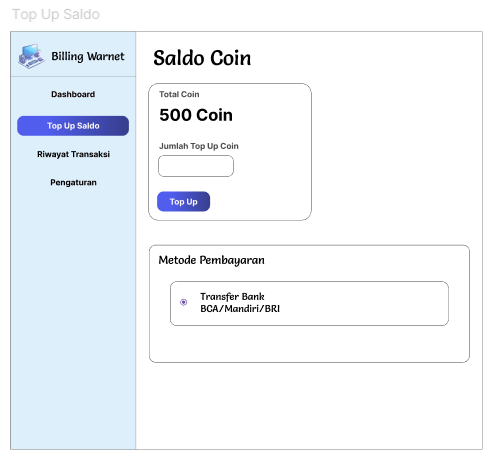 Top Up Saldo
Billing Warnet
Dashboard
Top Up Saldo
Riwayat Transaksi
Pengaturan
Saldo Coin
Total Coin
500 Coin
Jumlah Top Up Coin
Top Up
Metode Pembayaran
Transfer Bank
BCA/Mandiri/BRI